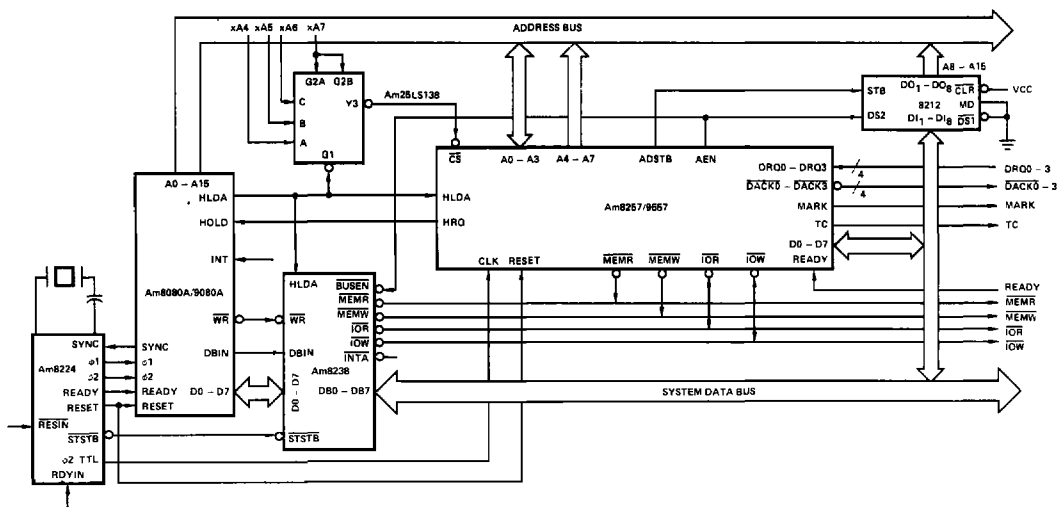 xA4 xA5 xA6 xA7
ADDRESS BUS
G2A G2B
C
B
A
Y3
G1
Am25LS138
A8 – A15
STB
DS2
DO1 – DO8
8212
DI1 – DI8
CLR
MD
DS1
VCC
CS
A0 – A3
A4 – A7
ADSTB
AEN
HLDA
HRQ
Am8257/9557
DRQ0 – DRQ3
DACK0 – DACK3
MARK
TC
D0 – D7
READY
4
4
CLK
RESET
MEMR
MEMW
IOR
IOW
DRQ0 – 3
DACK0 – 3
MARK
TC
READY
MEMR
MEMW
IOR
IOW
A0 – A15
HLDA
HOLD
INT
Am8080A/9080A
WR
SYNC
DBIN
φ1
φ2
READY
D0 – D7
RESET
HLDA
BUSEN
MEMR
MEMW
WR
IOR
IOW
DBIN
INTA
Am8238
D0 – D7
DB0 – DB7
STSTB
SYSTEM DATA BUS
SYNC
Am8224
φ1
φ2
READY
RESET
RESIN
STSTB
φ2 TTL
RDYIN